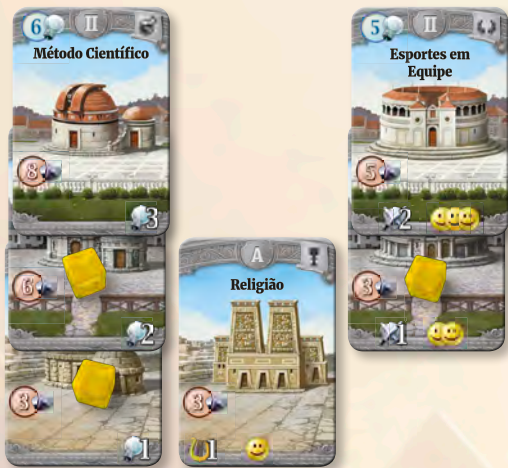 6 II
Método Científico
8
3
6
2
3
1
A
Religião
3
1
5 II
Esportes em
Equipe
5
2
3
1